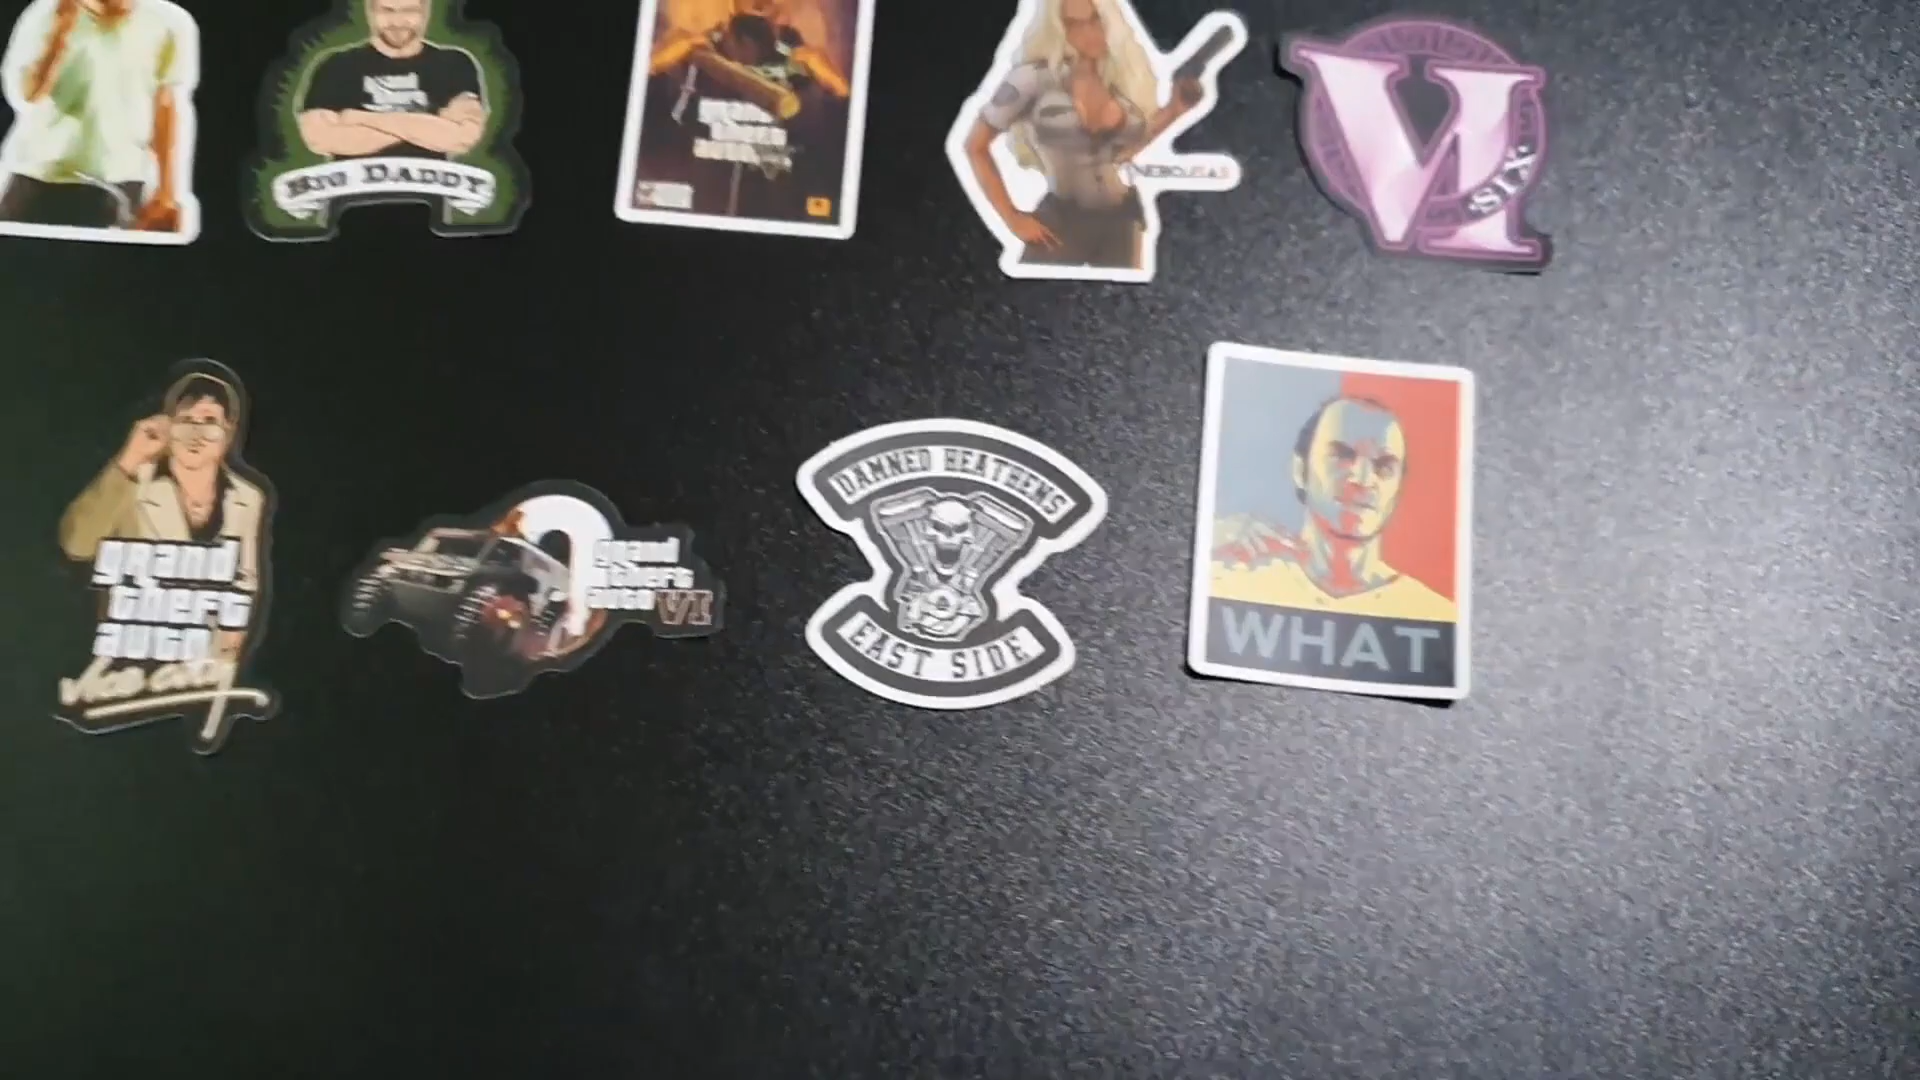 BIG DADDY
SIX
VI
grand
theft
auto
vice city
grand
theft
auto VI
DAMNED HEATHENS
EAST SIDE
WHAT